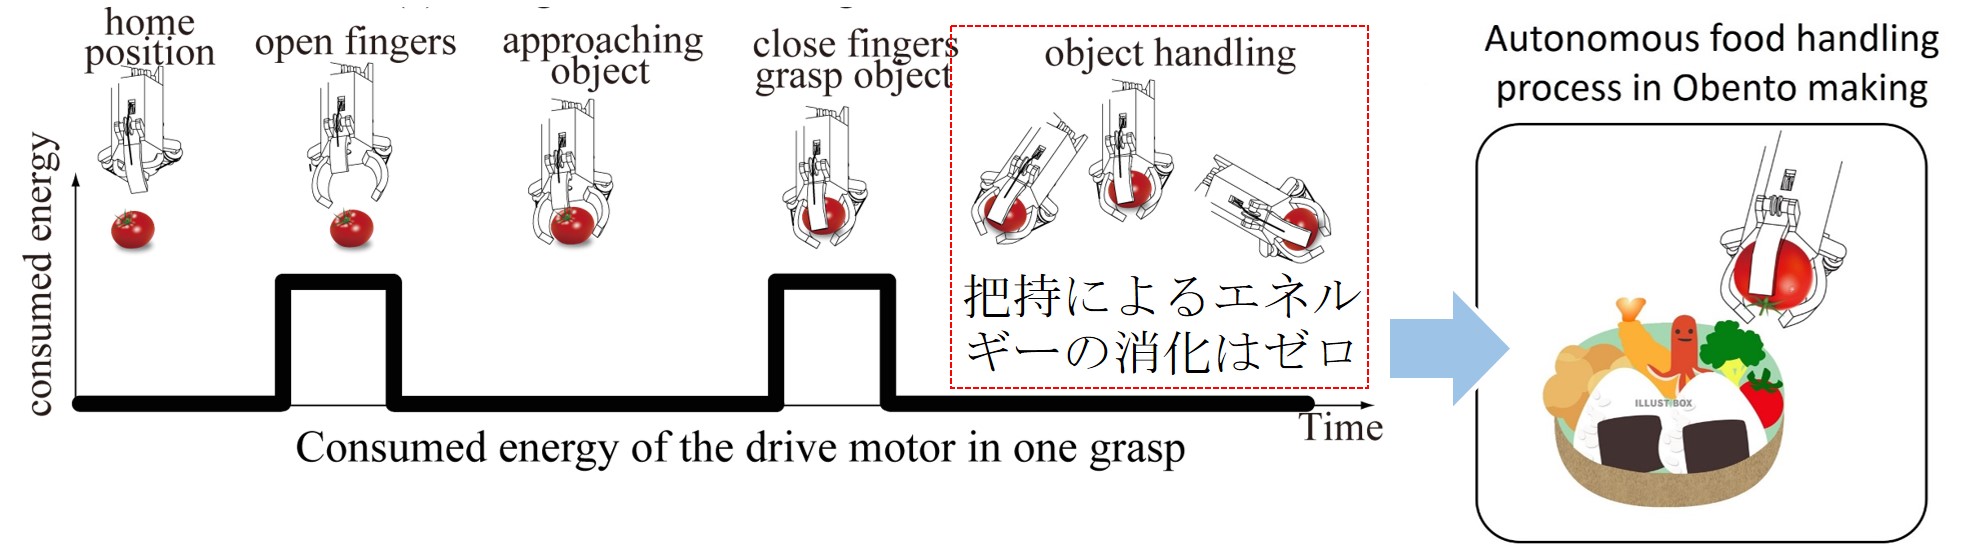 home
position
open fingers
approaching
object
close fingers
grasp object
object handling
把持によるエネル
ギーの消化はゼロ
consumed energy
Time
Consumed energy of the drive motor in one grasp
Autonomous food handling
process in Obento making
ILLUST BOX